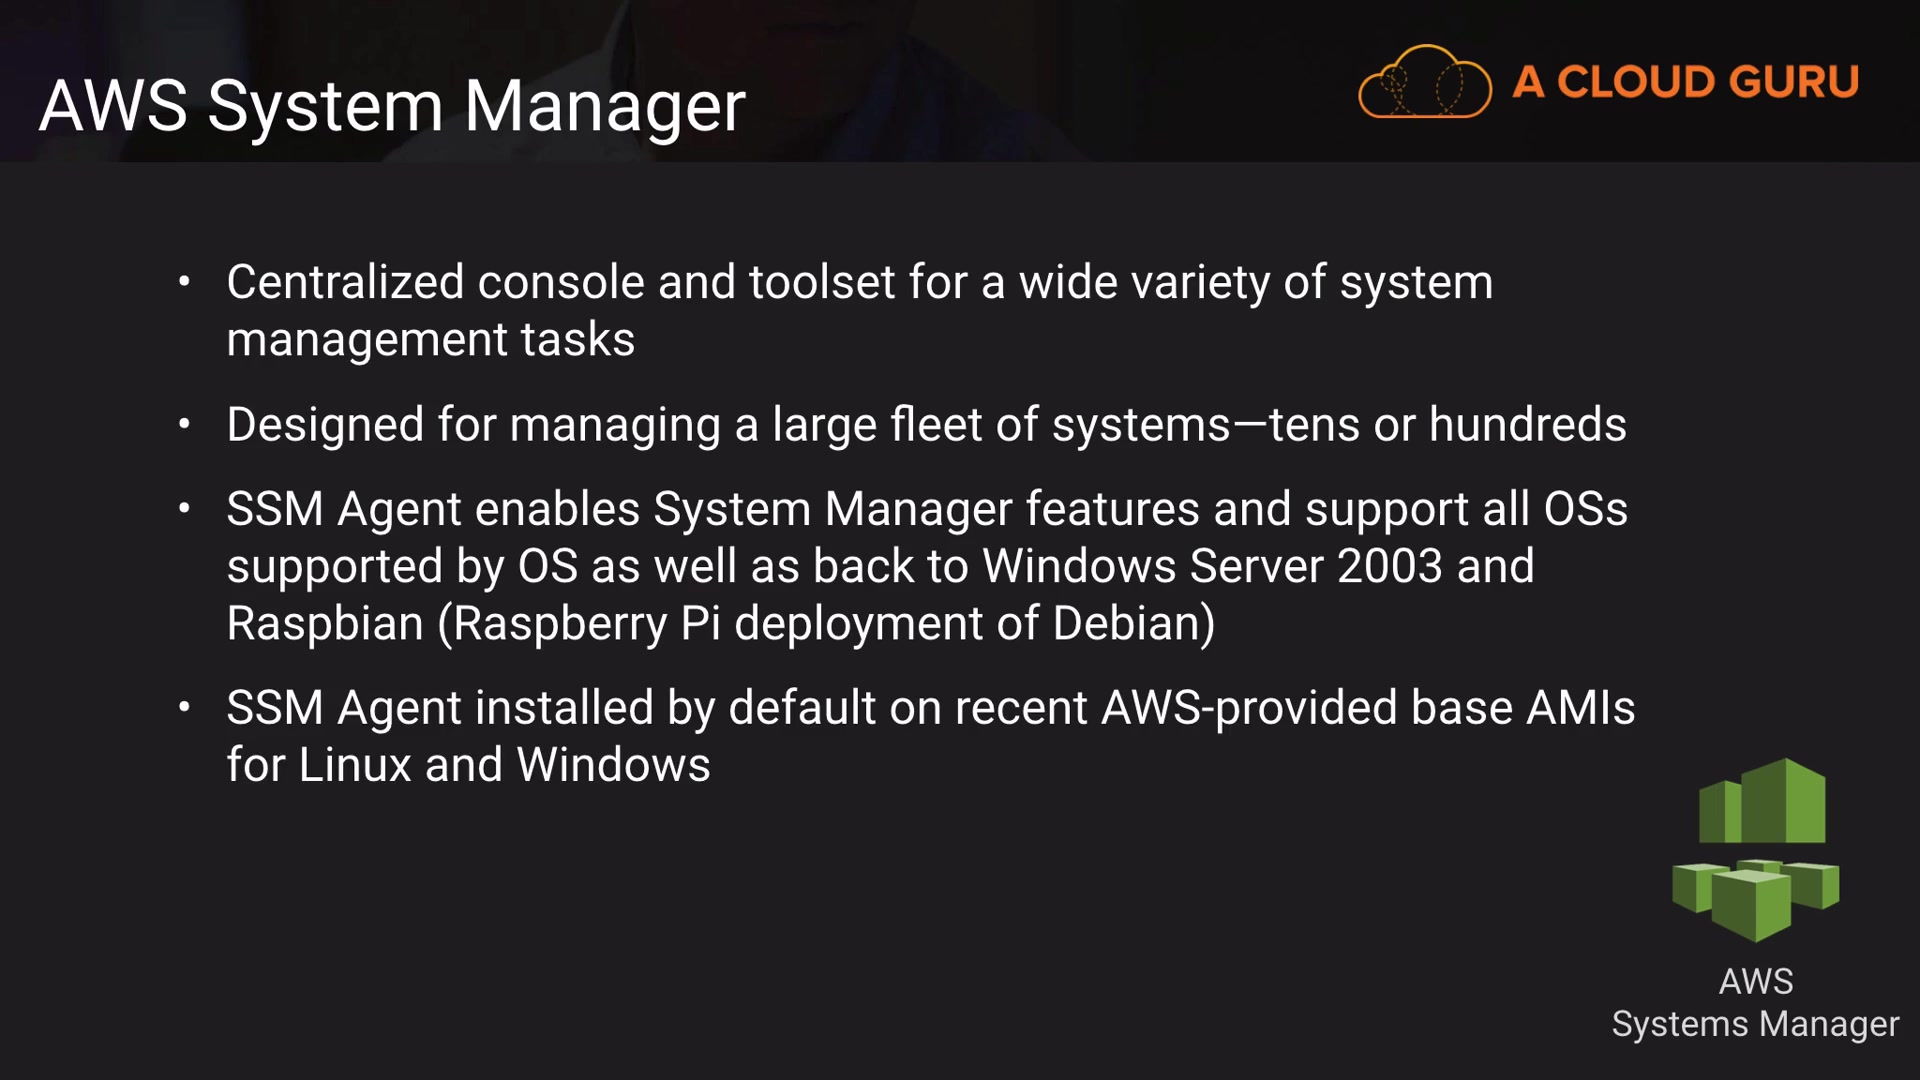 AWS System Manager
A CLOUD GURU
• Centralized console and toolset for a wide variety of system
management tasks
• Designed for managing a large fleet of systems—tens or hundreds
• SSM Agent enables System Manager features and support all OSs
supported by OS as well as back to Windows Server 2003 and
Raspbian (Raspberry Pi deployment of Debian)
• SSM Agent installed by default on recent AWS-provided base AMIs
for Linux and Windows
AWS
Systems Manager